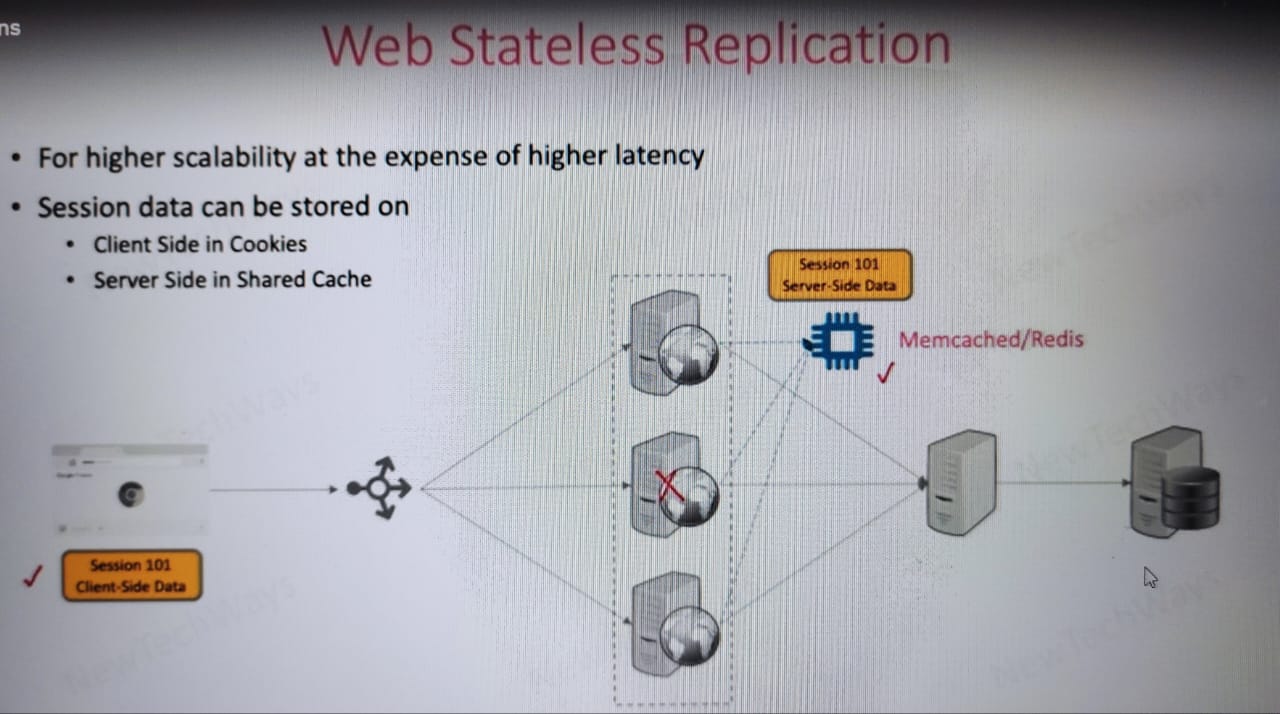 ns
Web Stateless Replication
• For higher scalability at the expense of higher latency
• Session data can be stored on
• Client Side in Cookies
• Server Side in Shared Cache
Session 101
Server-Side Data
Memcached/Redis
Session 101
Client-Side Data
NewTechWays
NewTechWays
NewTechWays